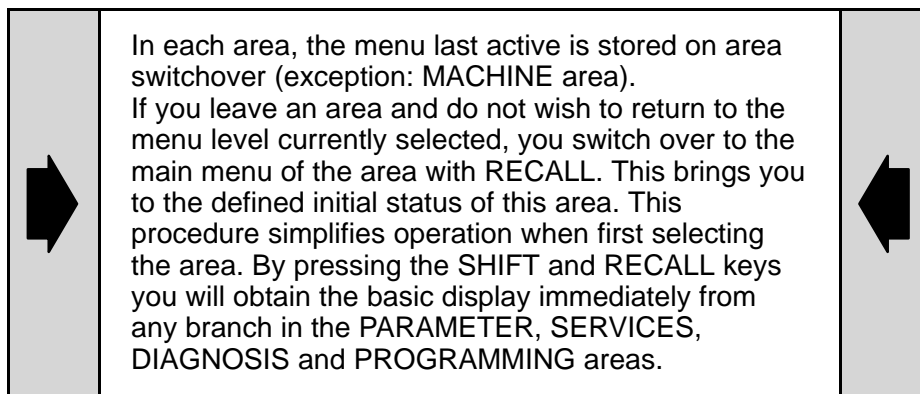 In each area, the menu last active is stored on area
switchover (exception: MACHINE area).
If you leave an area and do not wish to return to the
menu level currently selected, you switch over to the
main menu of the area with RECALL. This brings you
to the defined initial status of this area. This
procedure simplifies operation when first selecting
the area. By pressing the SHIFT and RECALL keys
you will obtain the basic display immediately from
any branch in the PARAMETER, SERVICES,
DIAGNOSIS and PROGRAMMING areas.